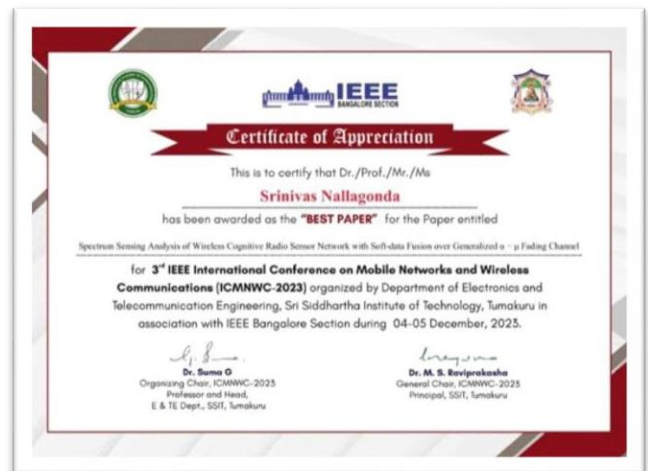 IEEE
BANGALORE SECTION
Certificate of Appreciation
This is to certify that Dr./Prof./Mr./Ms
Srinivas Nallagonda
has been awarded as the "BEST PAPER" for the Paper entitled
Spectrum Sensing Analysis of Wireless Cognitive Radio Sensor Network with Soft-data Fusion over Generalized α − μ Fading Channel
for 3rd IEEE International Conference on Mobile Networks and Wireless
Communications (ICMNWC-2023) organized by Department of Electronics and
Telecommunication Engineering, Sri Siddhartha Institute of Technology, Tumakuru in
association with IEEE Bangalore Section during 04-05 December, 2023.
Dr. Suma G
Organizing Chair, ICMNWC-2023
Professor and Head,
E & TE Dept., SSIT, Tumakuru
Dr. M. S. Raviprakasha
General Chair, ICMNWC-2023
Principal, SSIT, Tumakuru